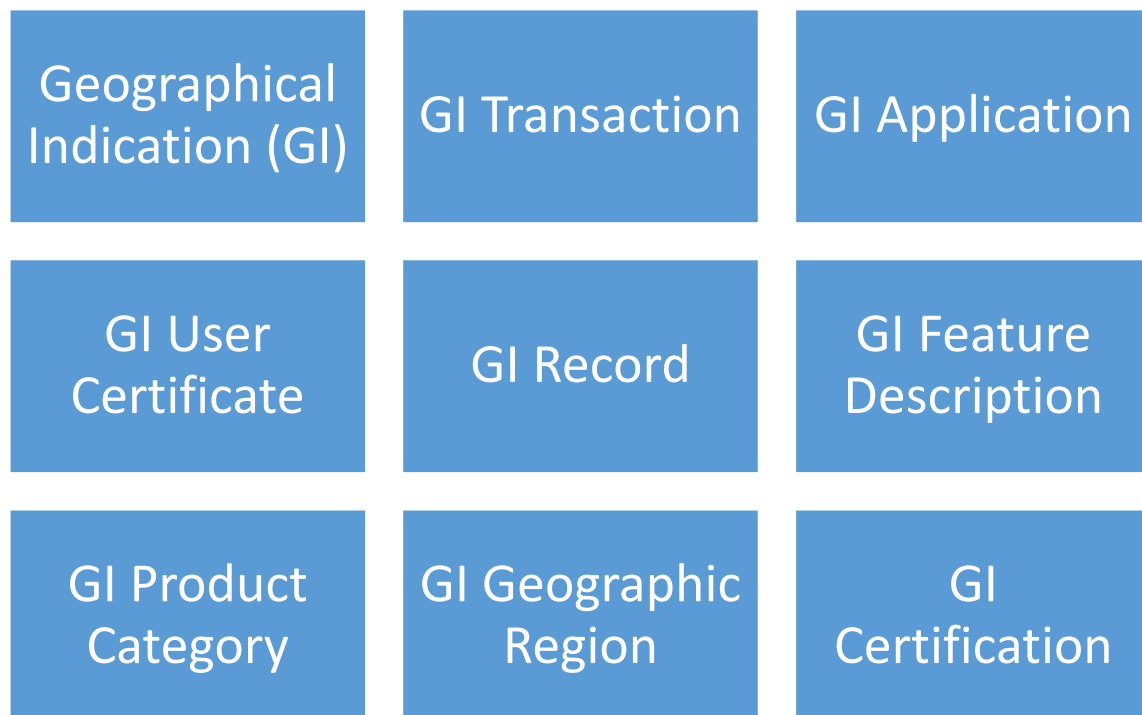 Geographical
Indication (GI)
GI Transaction
GI Application
GI User
Certificate
GI Record
GI Feature
Description
GI Product
Category
GI Geographic
Region
GI
Certification